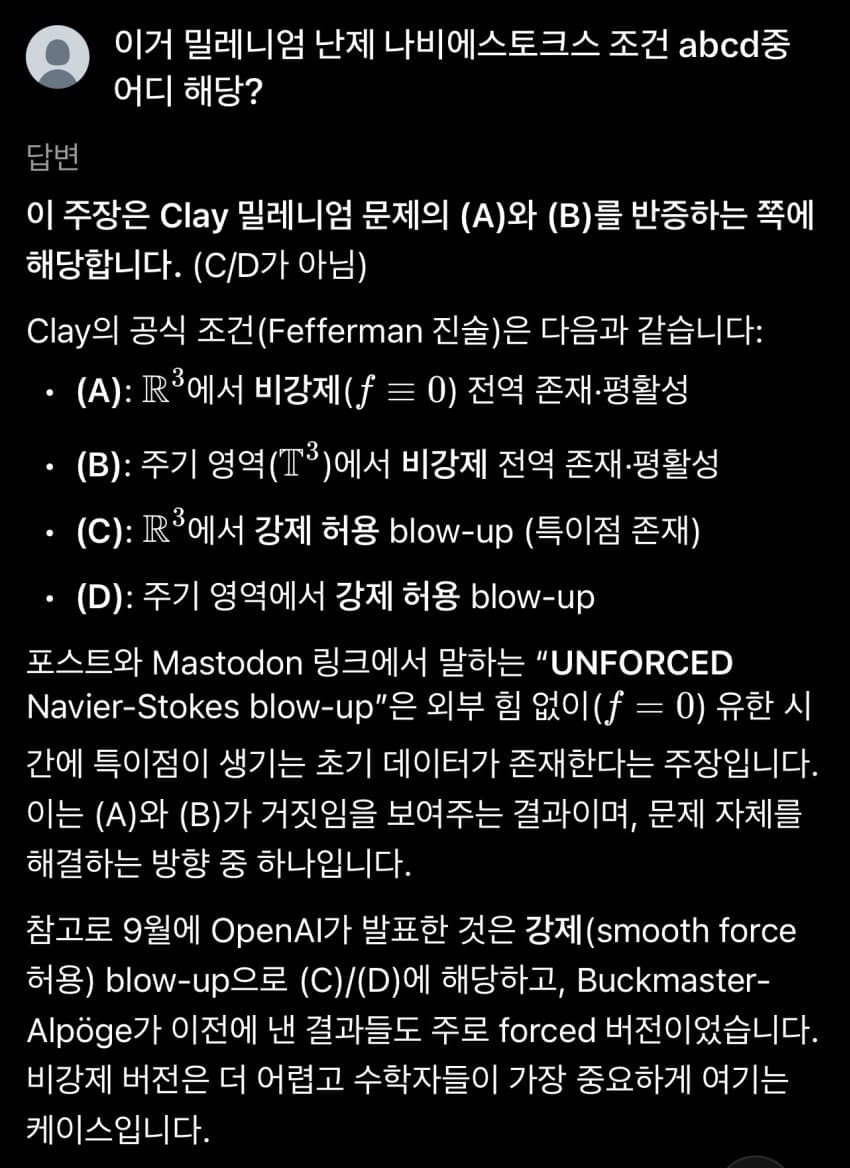 이거 밀레니엄 난제 나비에스토크스 조건 abcd중
어디 해당?
답변
이 주장은 Clay 밀레니엄 문제의 (A)와 (B)를 반증하는 쪽에
해당합니다. (C/D가 아님)
Clay의 공식 조건(Fefferman 진술)은 다음과 같습니다:
• (A): ℝ³에서 비강제(f ≡ 0) 전역 존재·평활성
• (B): 주기 영역(𝕋³)에서 비강제 전역 존재·평활성
• (C): ℝ³에서 강제 허용 blow-up (특이점 존재)
• (D): 주기 영역에서 강제 허용 blow-up
포스트와 Mastodon 링크에서 말하는 “UNFORCED
Navier-Stokes blow-up”은 외부 힘 없이(f = 0) 유한 시
간에 특이점이 생기는 초기 데이터가 존재한다는 주장입니다.
이는 (A)와 (B)가 거짓임을 보여주는 결과이며, 문제 자체를
해결하는 방향 중 하나입니다.
참고로 9월에 OpenAI가 발표한 것은 강제(smooth force
허용) blow-up으로 (C)/(D)에 해당하고, Buckmaster-
Alpöge가 이전에 낸 결과들도 주로 forced 버전이었습니다.
비강제 버전은 더 어렵고 수학자들이 가장 중요하게 여기는
케이스입니다.